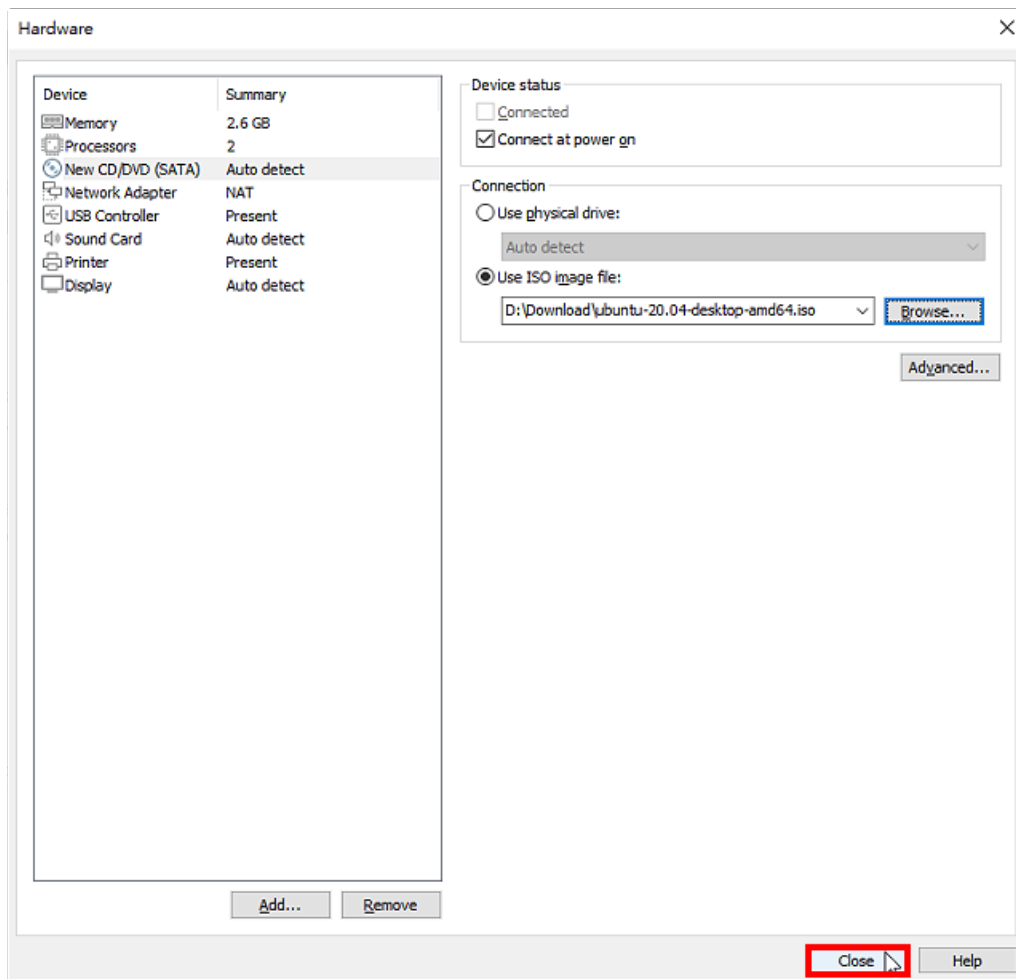 Hardware
Device Summary
Memory 2.6 GB
Processors 2
New CD/DVD (SATA) Auto detect
Network Adapter NAT
USB Controller Present
Sound Card Auto detect
Printer Present
Display Auto detect
Add... Remove
Device status
Connected
Connect at power on
Connection
Use physical drive:
Auto detect
Use ISO image file:
D:\Download\ubuntu-20.04-desktop-amd64.iso Browse...
Advanced...
Close Help